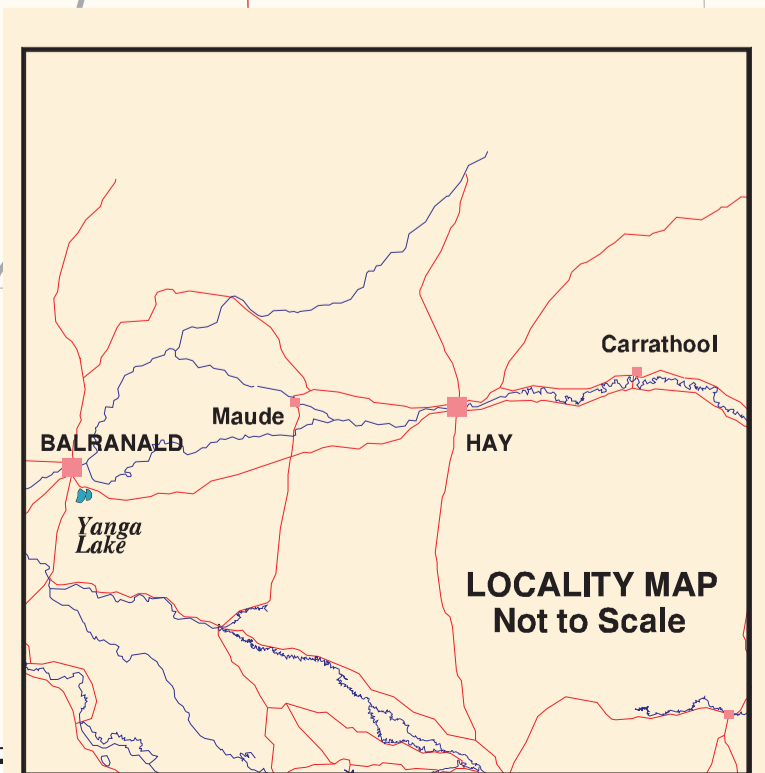 Carrathool
Maude
BALRANALD
HAY
Yanga
Lake
LOCALITY MAP
Not to Scale